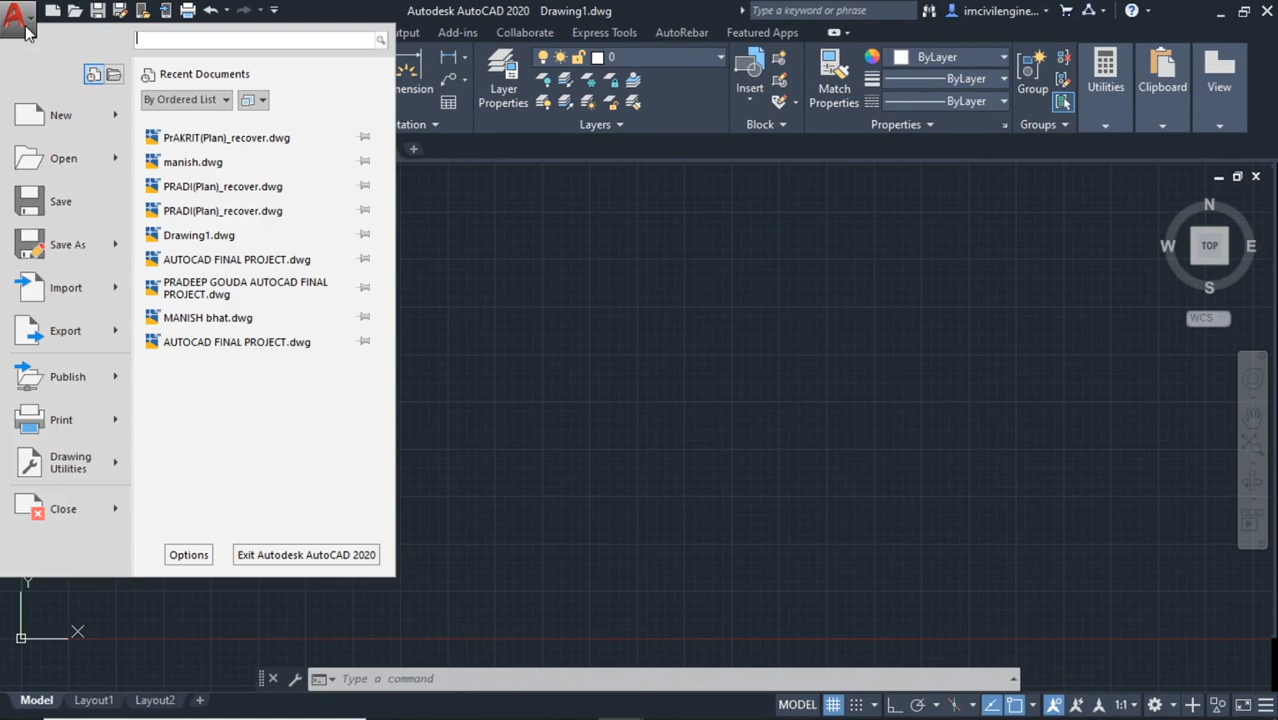 Autodesk AutoCAD 2020 Drawing1.dwg
Type a keyword or phrase
imcivilengine...
utput
Add-ins
Collaborate
Express Tools
AutoRebar
Featured Apps
Recent Documents
By Ordered List
New
Open
Save
Save As
Import
Export
Publish
Print
Drawing
Utilities
Close
PrAKRIT(Plan)_recover.dwg
manish.dwg
PRADI(Plan)_recover.dwg
PRADI(Plan)_recover.dwg
Drawing1.dwg
AUTOCAD FINAL PROJECT.dwg
PRADEEP GOUDA AUTOCAD FINAL
PROJECT.dwg
MANISH bhat.dwg
AUTOCAD FINAL PROJECT.dwg
Options
Exit Autodesk AutoCAD 2020
mension
tation
Layer
Properties
0
Layers
Insert
Block
Match
Properties
ByLayer
ByLayer
ByLayer
Properties
Group
Groups
Utilities
Clipboard
View
N
W
TOP
E
S
WCS
Y
X
Type a command
Model
Layout1
Layout2
MODEL
1:1